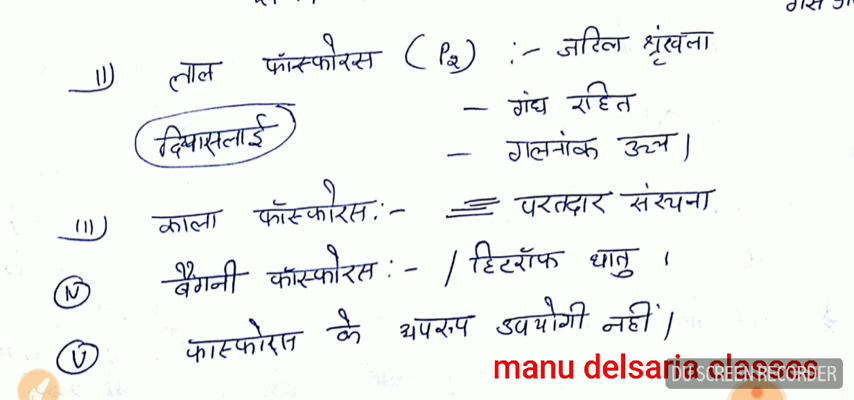 II) लाल फॉस्फोरस (P₂) :- जटिल श्रृंखला
- गंध रहित
दियासलाई
- गलनांक उच्च।
III) काला फॉस्फोरस:- परतदार संरचना
IV बैंगनी फॉस्फोरस:- / हिटरॉफ धातु ।
V फास्फोरस के अपरुप उपयोगी नहीं।
manu delsaria classes
DU SCREEN RECORDER